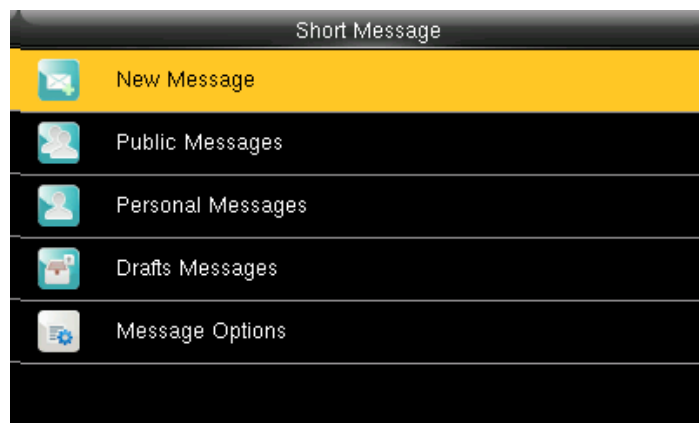 Short Message
New Message
Public Messages
Personal Messages
Drafts Messages
Message Options